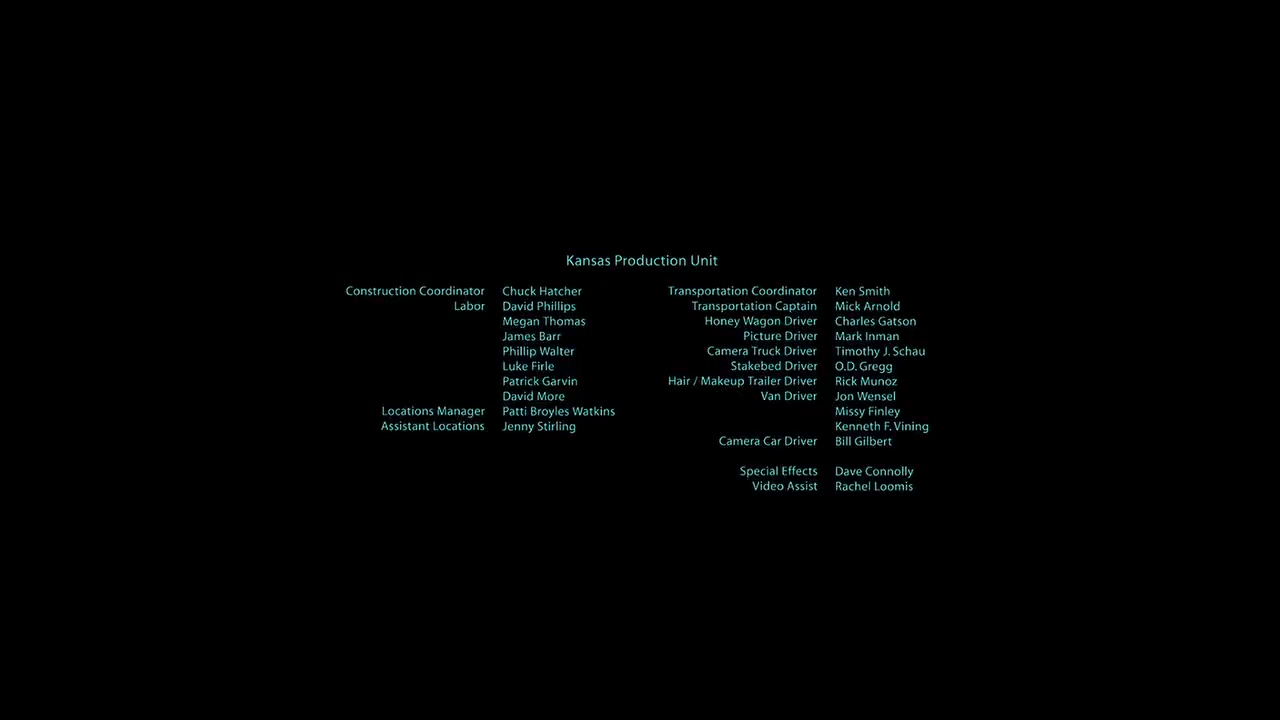 Kansas Production Unit
Construction Coordinator Chuck Hatcher
Labor David Phillips
Megan Thomas
James Barr
Phillip Walter
Luke Firle
Patrick Garvin
David More
Locations Manager Patti Broyles Watkins
Assistant Locations Jenny Stirling
Transportation Coordinator Ken Smith
Transportation Captain Mick Arnold
Honey Wagon Driver Charles Gatson
Picture Driver Mark Inman
Camera Truck Driver Timothy J. Schau
Stakebed Driver O.D. Gregg
Hair / Makeup Trailer Driver Rick Munoz
Van Driver Jon Wensel
Missy Finley
Kenneth F. Vining
Camera Car Driver Bill Gilbert
Special Effects Dave Connolly
Video Assist Rachel Loomis